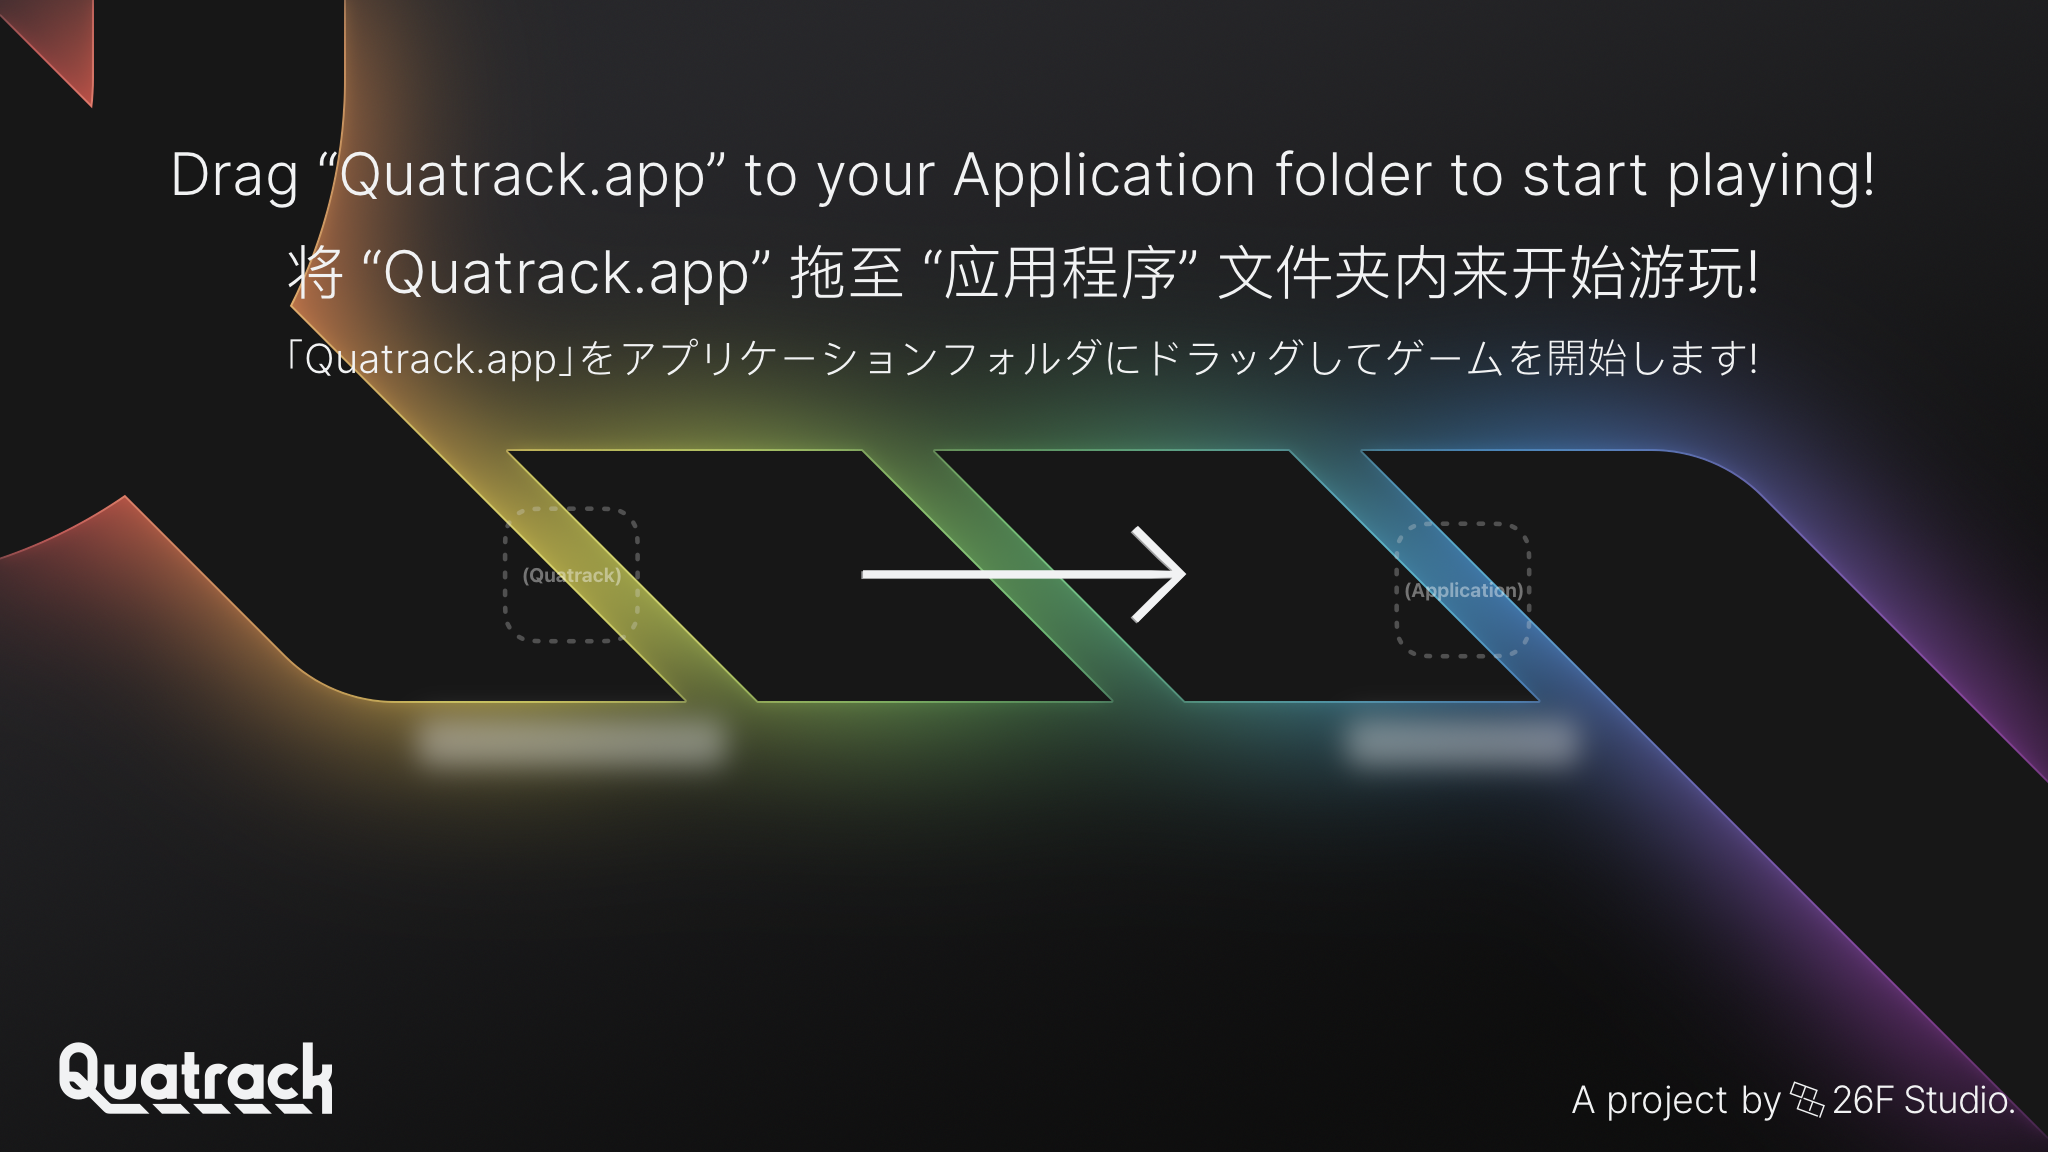 Drag “Quatrack.app” to your Application folder to start playing!
将 “Quatrack.app” 拖至 “应用程序” 文件夹内来开始游玩!
「Quatrack.app」をアプリケーションフォルダにドラッグしてゲームを開始します!
(Quatrack)
(Application)
Quatrack
A project by 26F Studio.